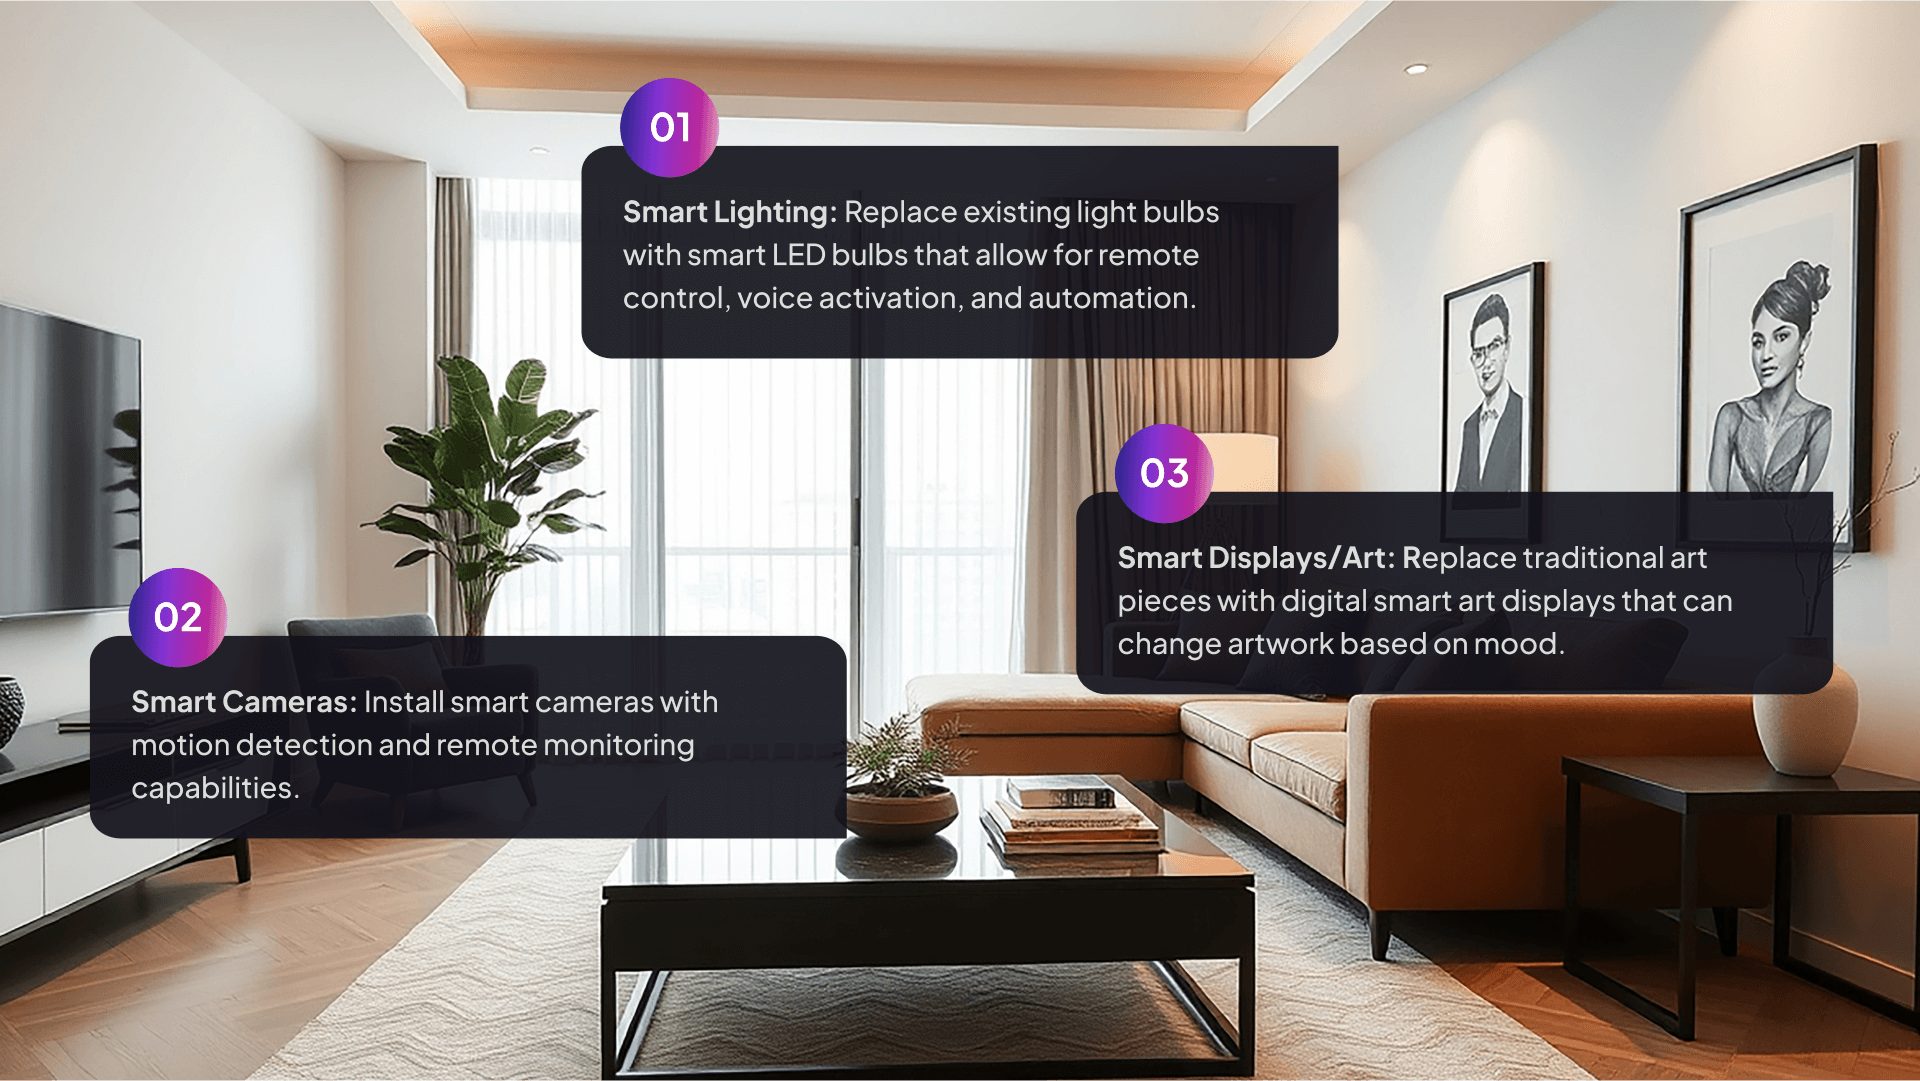 01
Smart Lighting: Replace existing light bulbs
with smart LED bulbs that allow for remote
control, voice activation, and automation.
02
Smart Cameras: Install smart cameras with
motion detection and remote monitoring
capabilities.
03
Smart Displays/Art: Replace traditional art
pieces with digital smart art displays that can
change artwork based on mood.